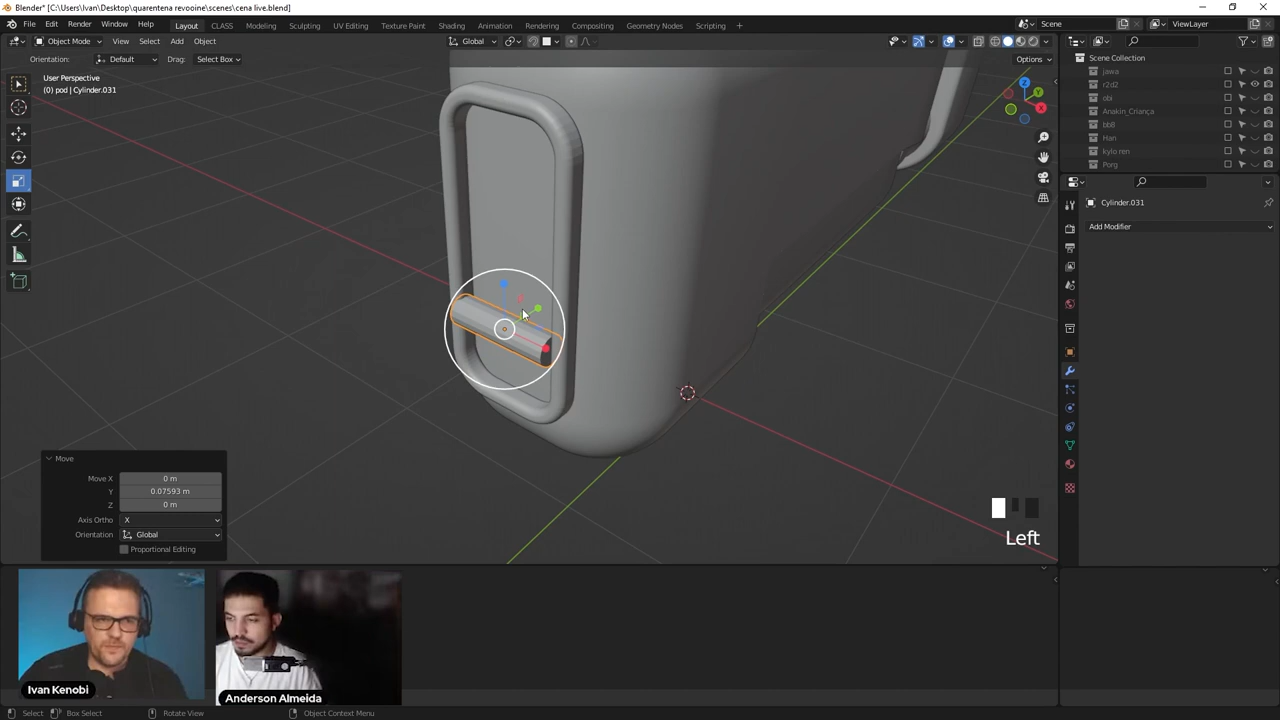 Blender* [C:\Users\Ivan\Desktop\quarentena revooine\scenes\cena live.blend]
File Edit Render Window Help Layout CLASS Modeling Sculpting UV Editing Texture Paint Shading Animation Rendering Compositing Geometry Nodes Scripting + Scene ViewLayer
Object Mode View Select Add Object Global
Orientation: Default Drag: Select Box Options
User Perspective
(0) pod | Cylinder.031
Scene Collection
jawa
r2d2
obi
Anakin_Criança
bb8
Han
kylo ren
Porg
Z
Y
X
Cylinder.031
Add Modifier
Move
Move X 0 m
Y 0.07593 m
Z 0 m
Axis Ortho X
Orientation Global
Proportional Editing
Left
Ivan Kenobi
Anderson Almeida
Select Box Select Rotate View Object Context Menu